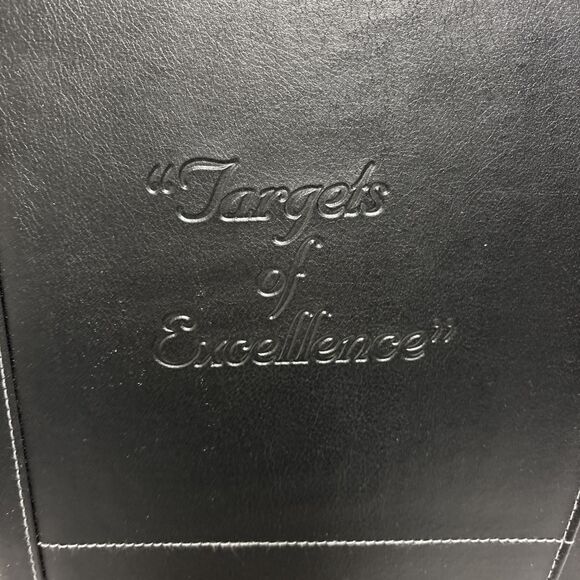 “Targets
of
Excellence”